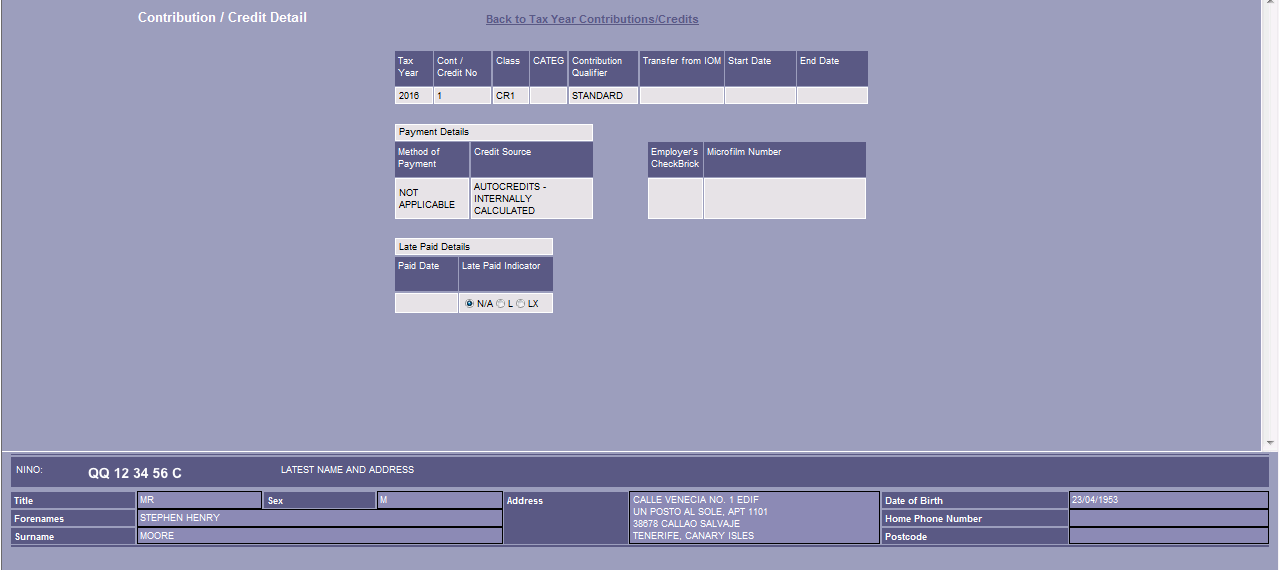 Contribution / Credit Detail
Back to Tax Year Contributions/Credits
Tax Year Cont / Credit No Class CATEG Contribution Qualifier Transfer from IOM Start Date End Date
2016 1 CR1 STANDARD
Payment Details
Method of Payment Credit Source Employer's CheckBrick Microfilm Number
NOT APPLICABLE AUTOCREDITS - INTERNALLY CALCULATED
Late Paid Details
Paid Date Late Paid Indicator
N/A L LX
NINO: QQ 12 34 56 C LATEST NAME AND ADDRESS
Title MR Sex M Address CALLE VENECIA NO. 1 EDIF Date of Birth 23/04/1953
UN POSTO AL SOLE, APT 1101
Forenames STEPHEN HENRY Home Phone Number
38678 CALLAO SALVAJE
Surname MOORE TENERIFE, CANARY ISLES Postcode